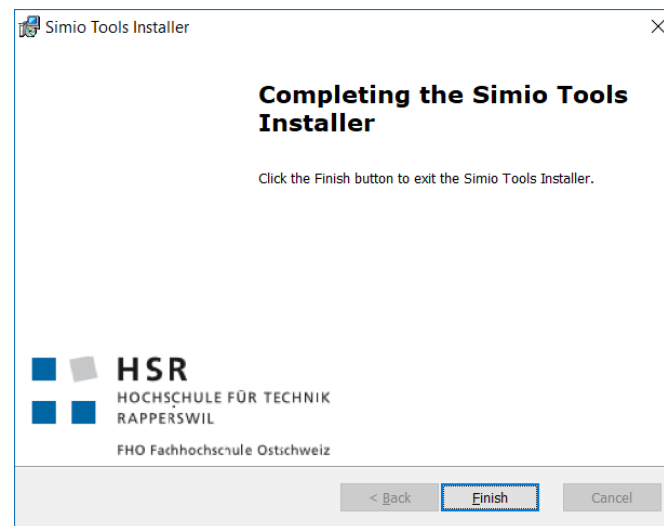 Simio Tools Installer
Completing the Simio Tools
Installer
Click the Finish button to exit the Simio Tools Installer.
HSR
HOCHSCHULE FÜR TECHNIK
RAPPERSWIL
FHO Fachhochschule Ostschweiz
< Back Finish Cancel